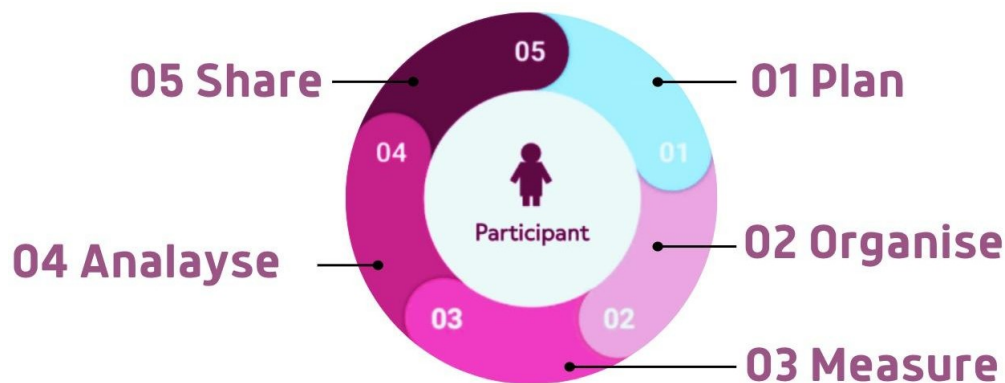 05 Share
05
01 Plan
04
01
Participant
04 Analayse
02 Organise
03
02
03 Measure